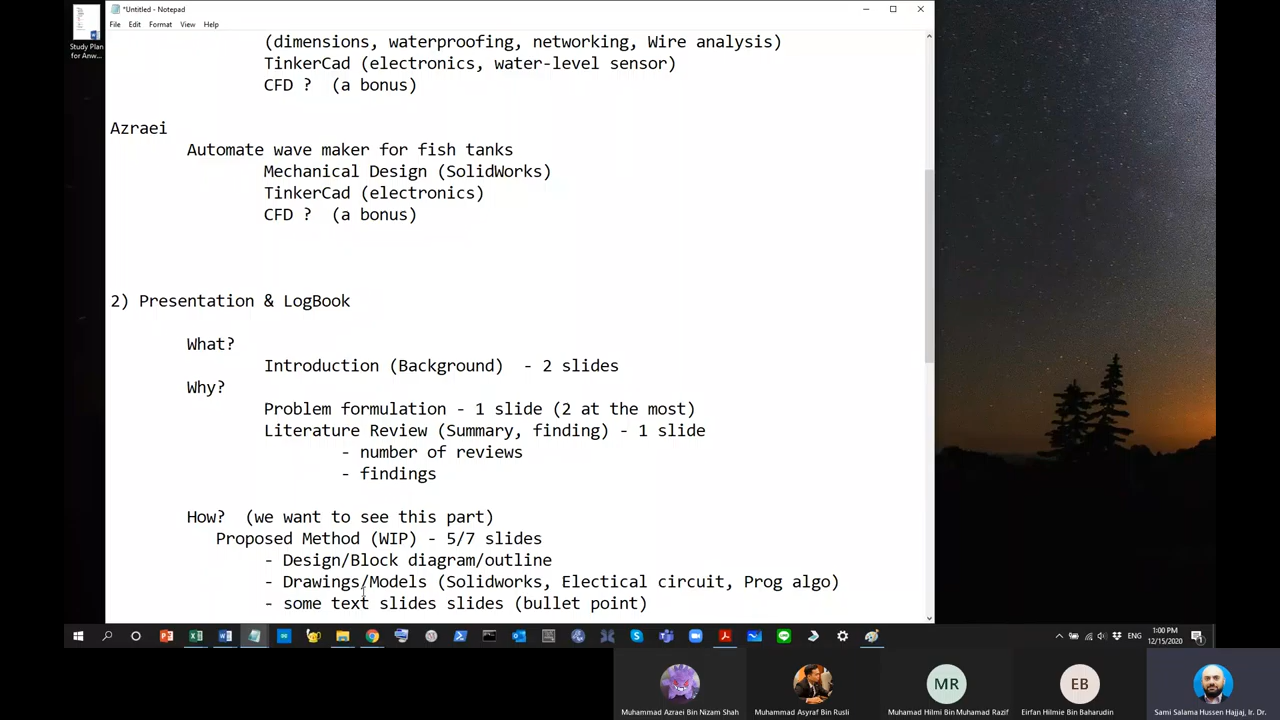 *Untitled - Notepad
File Edit Format View Help
Study Plan
for Anw...
(dimensions, waterproofing, networking, Wire analysis)
TinkerCad (electronics, water-level sensor)
CFD ? (a bonus)
Azraei
Automate wave maker for fish tanks
Mechanical Design (SolidWorks)
TinkerCad (electronics)
CFD ? (a bonus)
2) Presentation & LogBook
What?
Introduction (Background) - 2 slides
Why?
Problem formulation - 1 slide (2 at the most)
Literature Review (Summary, finding) - 1 slide
- number of reviews
- findings
How? (we want to see this part)
Proposed Method (WIP) - 5/7 slides
- Design/Block diagram/outline
- Drawings/Models (Solidworks, Electical circuit, Prog algo)
- some text slides slides (bullet point)
ENG
1:00 PM
12/15/2020
MR
EB
Muhammad Azraei Bin Nizam Shah
Muhammad Asyraf Bin Rusli
Muhamad Hilmi Bin Muhamad Razif
Eirfan Hilmie Bin Baharudin
Sami Salama Hussen Hajjaj, Ir. Dr.